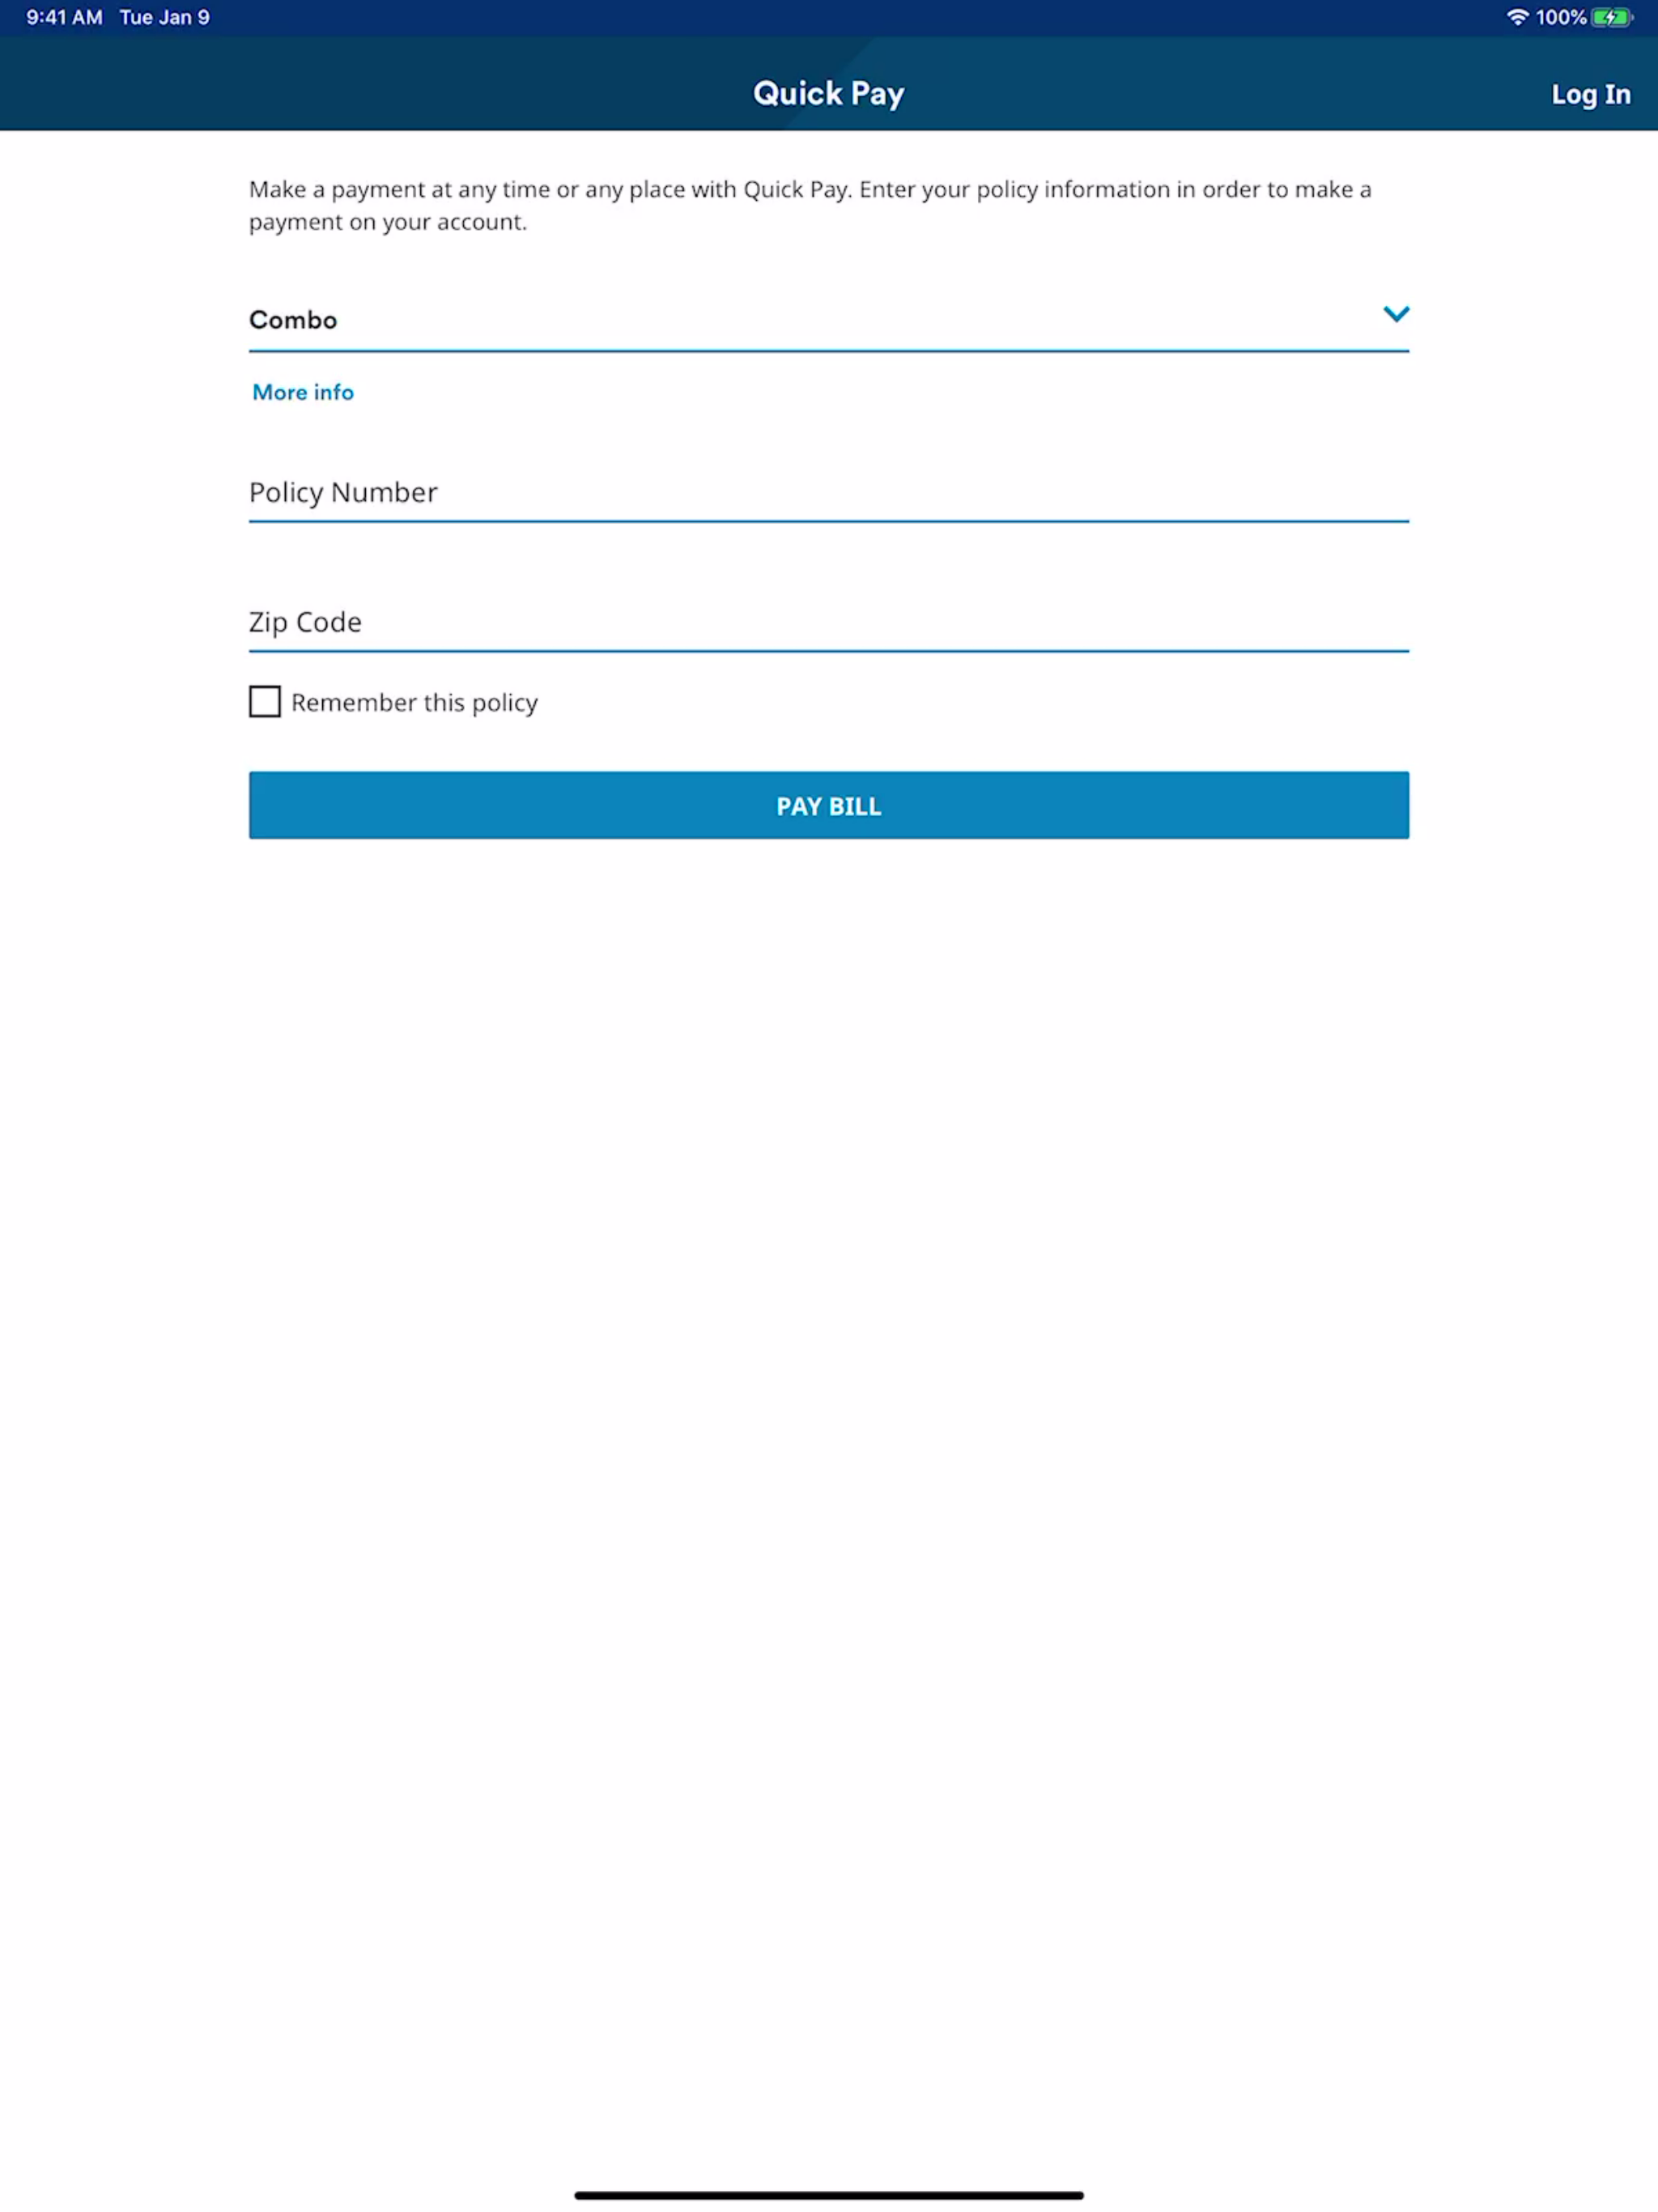 9:41 AM Tue Jan 9
100%
Quick Pay
Log In
Make a payment at any time or any place with Quick Pay. Enter your policy information in order to make a
payment on your account.
Combo
More info
Policy Number
Zip Code
Remember this policy
PAY BILL